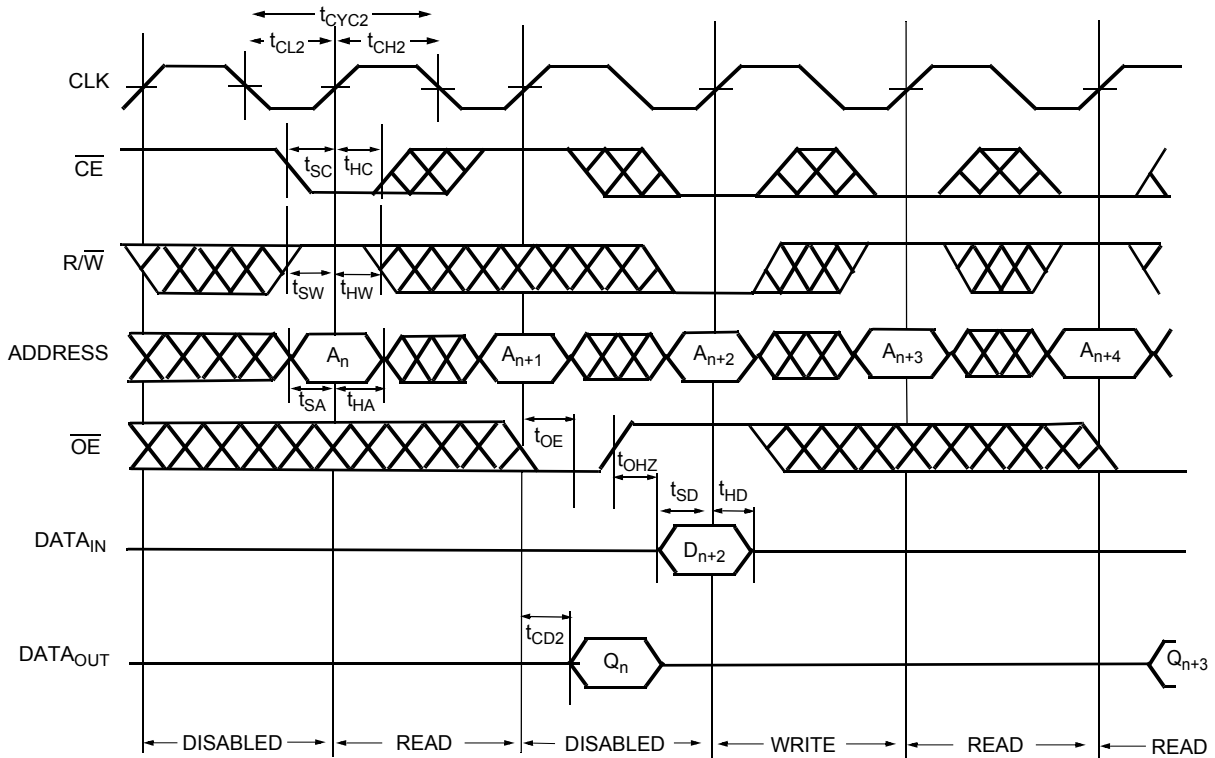 tCYC2
tCL2 tCH2
CLK
CE
tSC tHC
R/W
tSW tHW
ADDRESS An An+1 An+2 An+3 An+4
tSA tHA
OE
tOE
tOHZ
tSD tHD
DATAIN Dn+2
tCD2
DATAOUT Qn Qn+3
DISABLED READ DISABLED WRITE READ READ